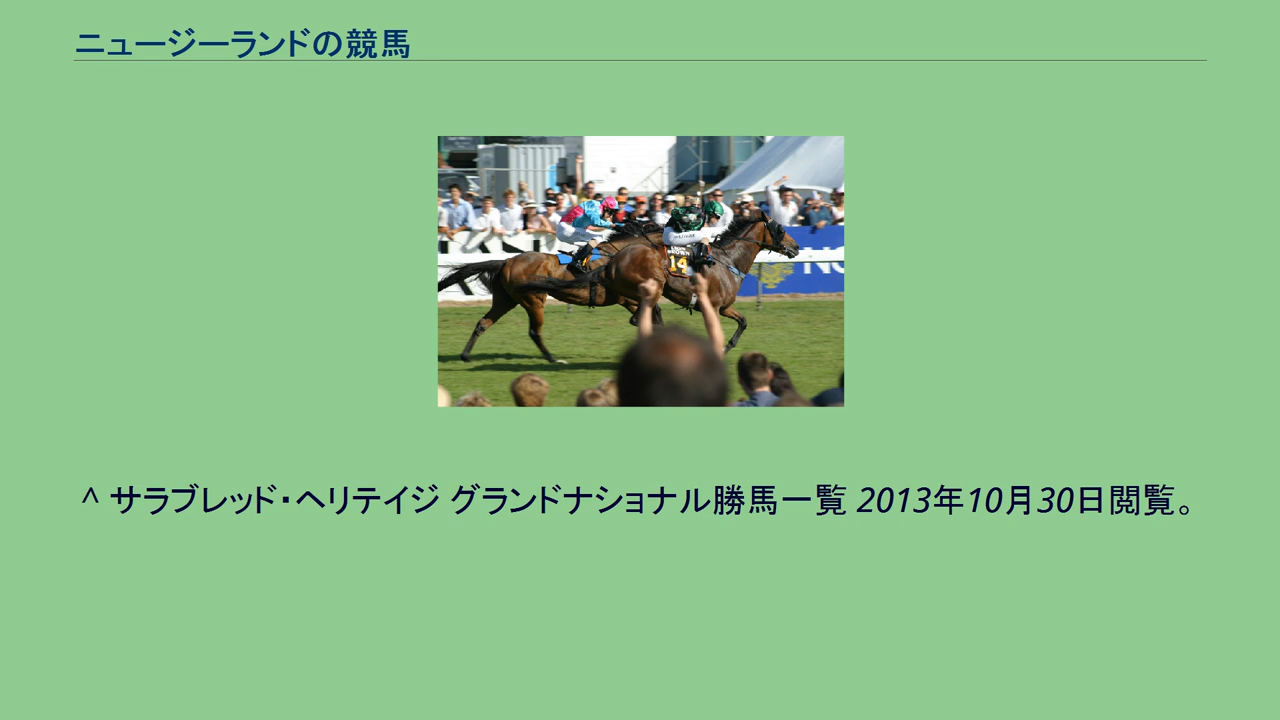 ニュージーランドの競馬
14
^ サラブレッド・ヘリテイジ グランドナショナル勝馬一覧 2013年10月30日閲覧。